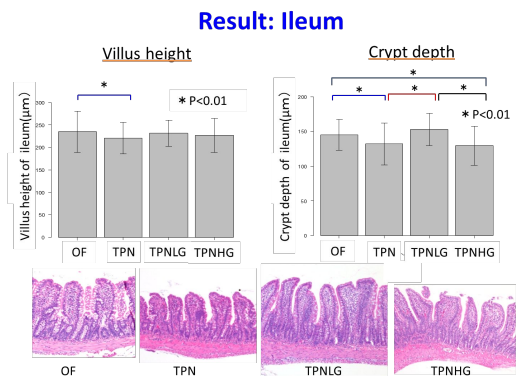 Result: Ileum
Villus height
*
* P<0.01
Villus height of ileum(μm)
300
250
200
150
100
50
0
OF TPN TPNLG TPNHG
Crypt depth
*
* * *
* P<0.01
Crypt depth of ileum(μm)
200
150
100
50
0
OF TPN TPNLG TPNHG
OF TPN TPNLG TPNHG